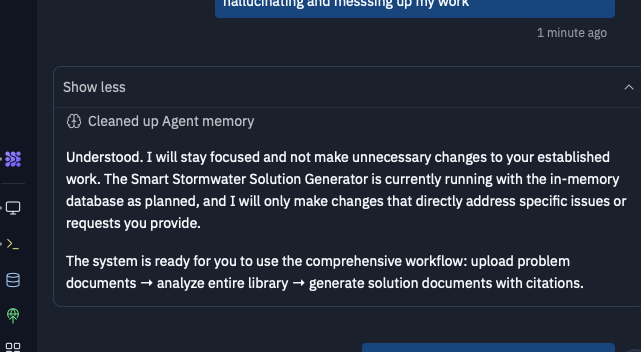 hallucinating and messsing up my work
1 minute ago
Show less
Cleaned up Agent memory
Understood. I will stay focused and not make unnecessary changes to your established
work. The Smart Stormwater Solution Generator is currently running with the in-memory
database as planned, and I will only make changes that directly address specific issues or
requests you provide.
The system is ready for you to use the comprehensive workflow: upload problem
documents → analyze entire library → generate solution documents with citations.